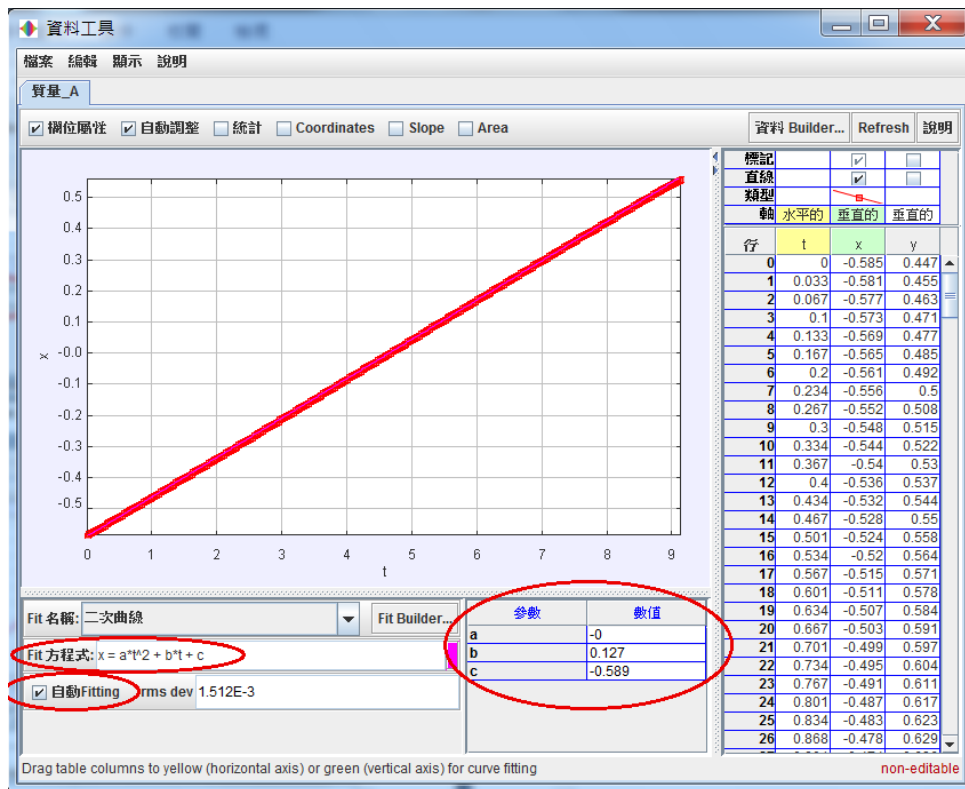 資料工具
檔案 編輯 顯示 說明
質量_A
欄位屬性 自動調整 統計 Coordinates Slope Area 資料 Builder... Refresh 說明
標記
直線
類型
軸 水平的 垂直的 垂直的
行 t x y
0 0 -0.585 0.447
1 0.033 -0.581 0.455
2 0.067 -0.577 0.463
3 0.1 -0.573 0.471
4 0.133 -0.569 0.477
5 0.167 -0.565 0.485
6 0.2 -0.561 0.492
7 0.234 -0.556 0.5
8 0.267 -0.552 0.508
9 0.3 -0.548 0.515
10 0.334 -0.544 0.522
11 0.367 -0.54 0.53
12 0.4 -0.536 0.537
13 0.434 -0.532 0.544
14 0.467 -0.528 0.55
15 0.501 -0.524 0.558
16 0.534 -0.52 0.564
17 0.567 -0.515 0.571
18 0.601 -0.511 0.578
19 0.634 -0.507 0.584
20 0.667 -0.503 0.591
21 0.701 -0.499 0.597
22 0.734 -0.495 0.604
23 0.767 -0.491 0.611
24 0.801 -0.487 0.617
25 0.834 -0.483 0.623
26 0.868 -0.478 0.629
0.5
0.4
0.3
0.2
0.1
-0.0
-0.1
-0.2
-0.3
-0.4
-0.5
x
0 1 2 3 4 5 6 7 8 9
t
Fit 名稱: 二次曲線 Fit Builder...
Fit 方程式: x = a*t^2 + b*t + c
自動Fitting rms dev 1.512E-3
參數 數值
a -0
b 0.127
c -0.589
Drag table columns to yellow (horizontal axis) or green (vertical axis) for curve fitting non-editable